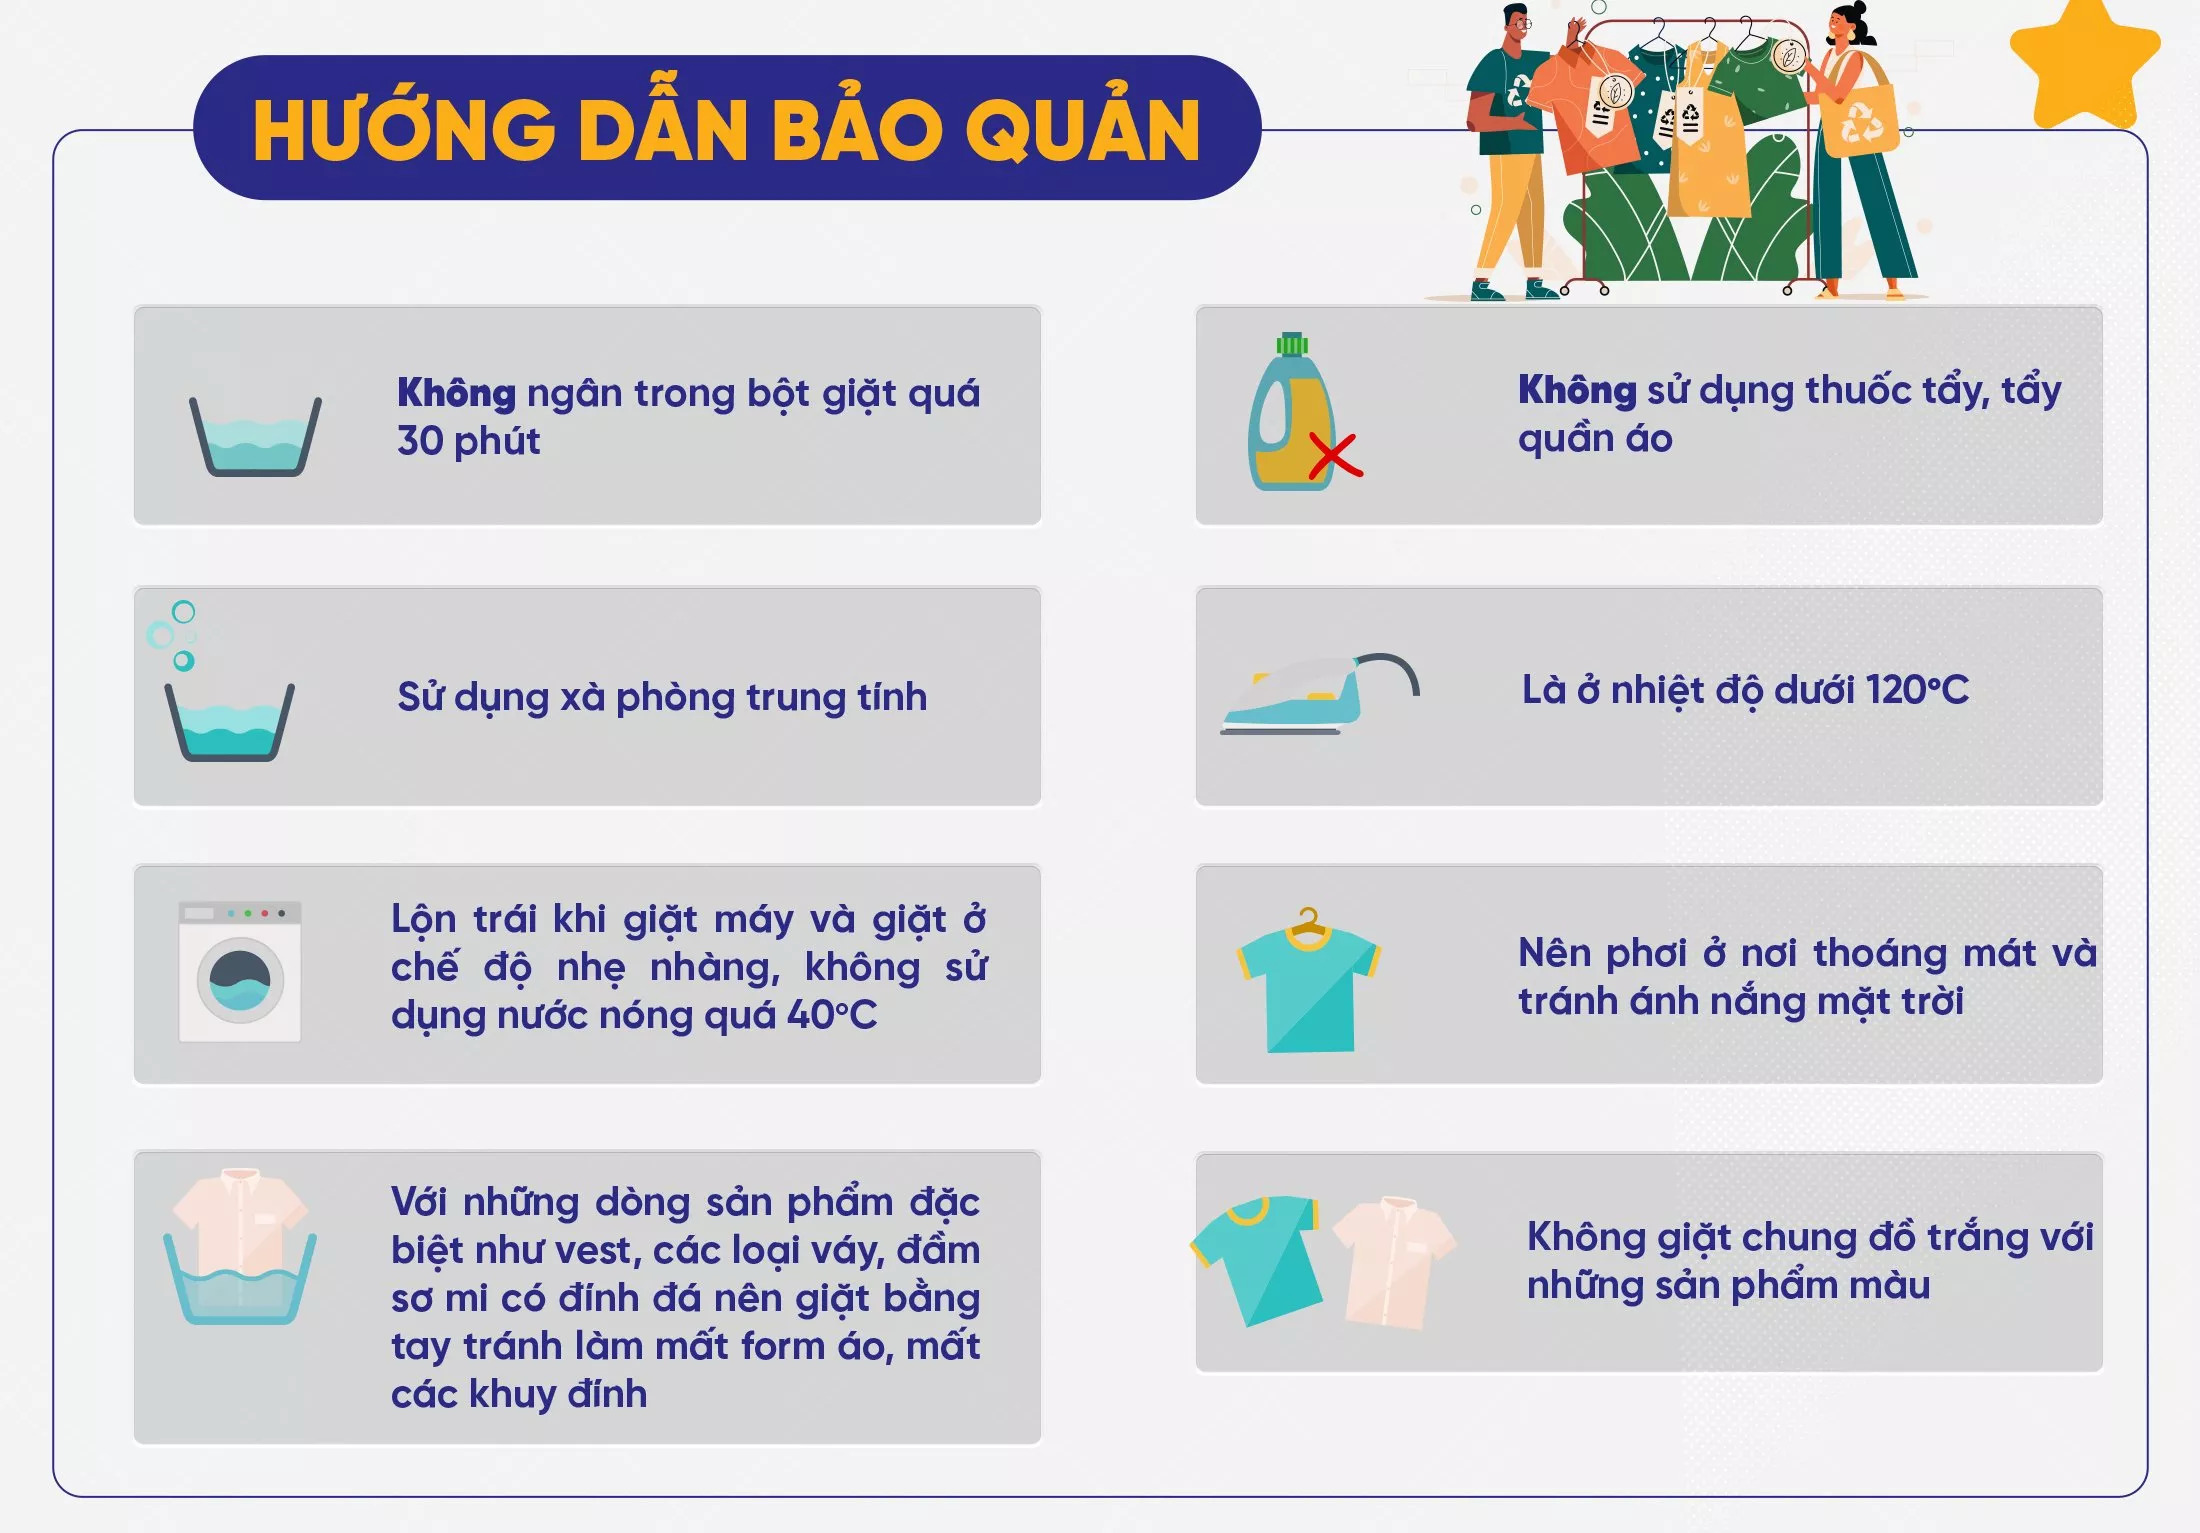 HƯỚNG DẪN BẢO QUẢN
Không ngân trong bột giặt quá
30 phút
Không sử dụng thuốc tẩy, tẩy
quần áo
Sử dụng xà phòng trung tính
Là ở nhiệt độ dưới 120°C
Lộn trái khi giặt máy và giặt ở
chế độ nhẹ nhàng, không sử
dụng nước nóng quá 40°C
Nên phơi ở nơi thoáng mát và
tránh ánh nắng mặt trời
Với những dòng sản phẩm đặc
biệt như vest, các loại váy, đầm
sơ mi có đính đá nên giặt bằng
tay tránh làm mất form áo, mất
các khuy đính
Không giặt chung đồ trắng với
những sản phẩm màu